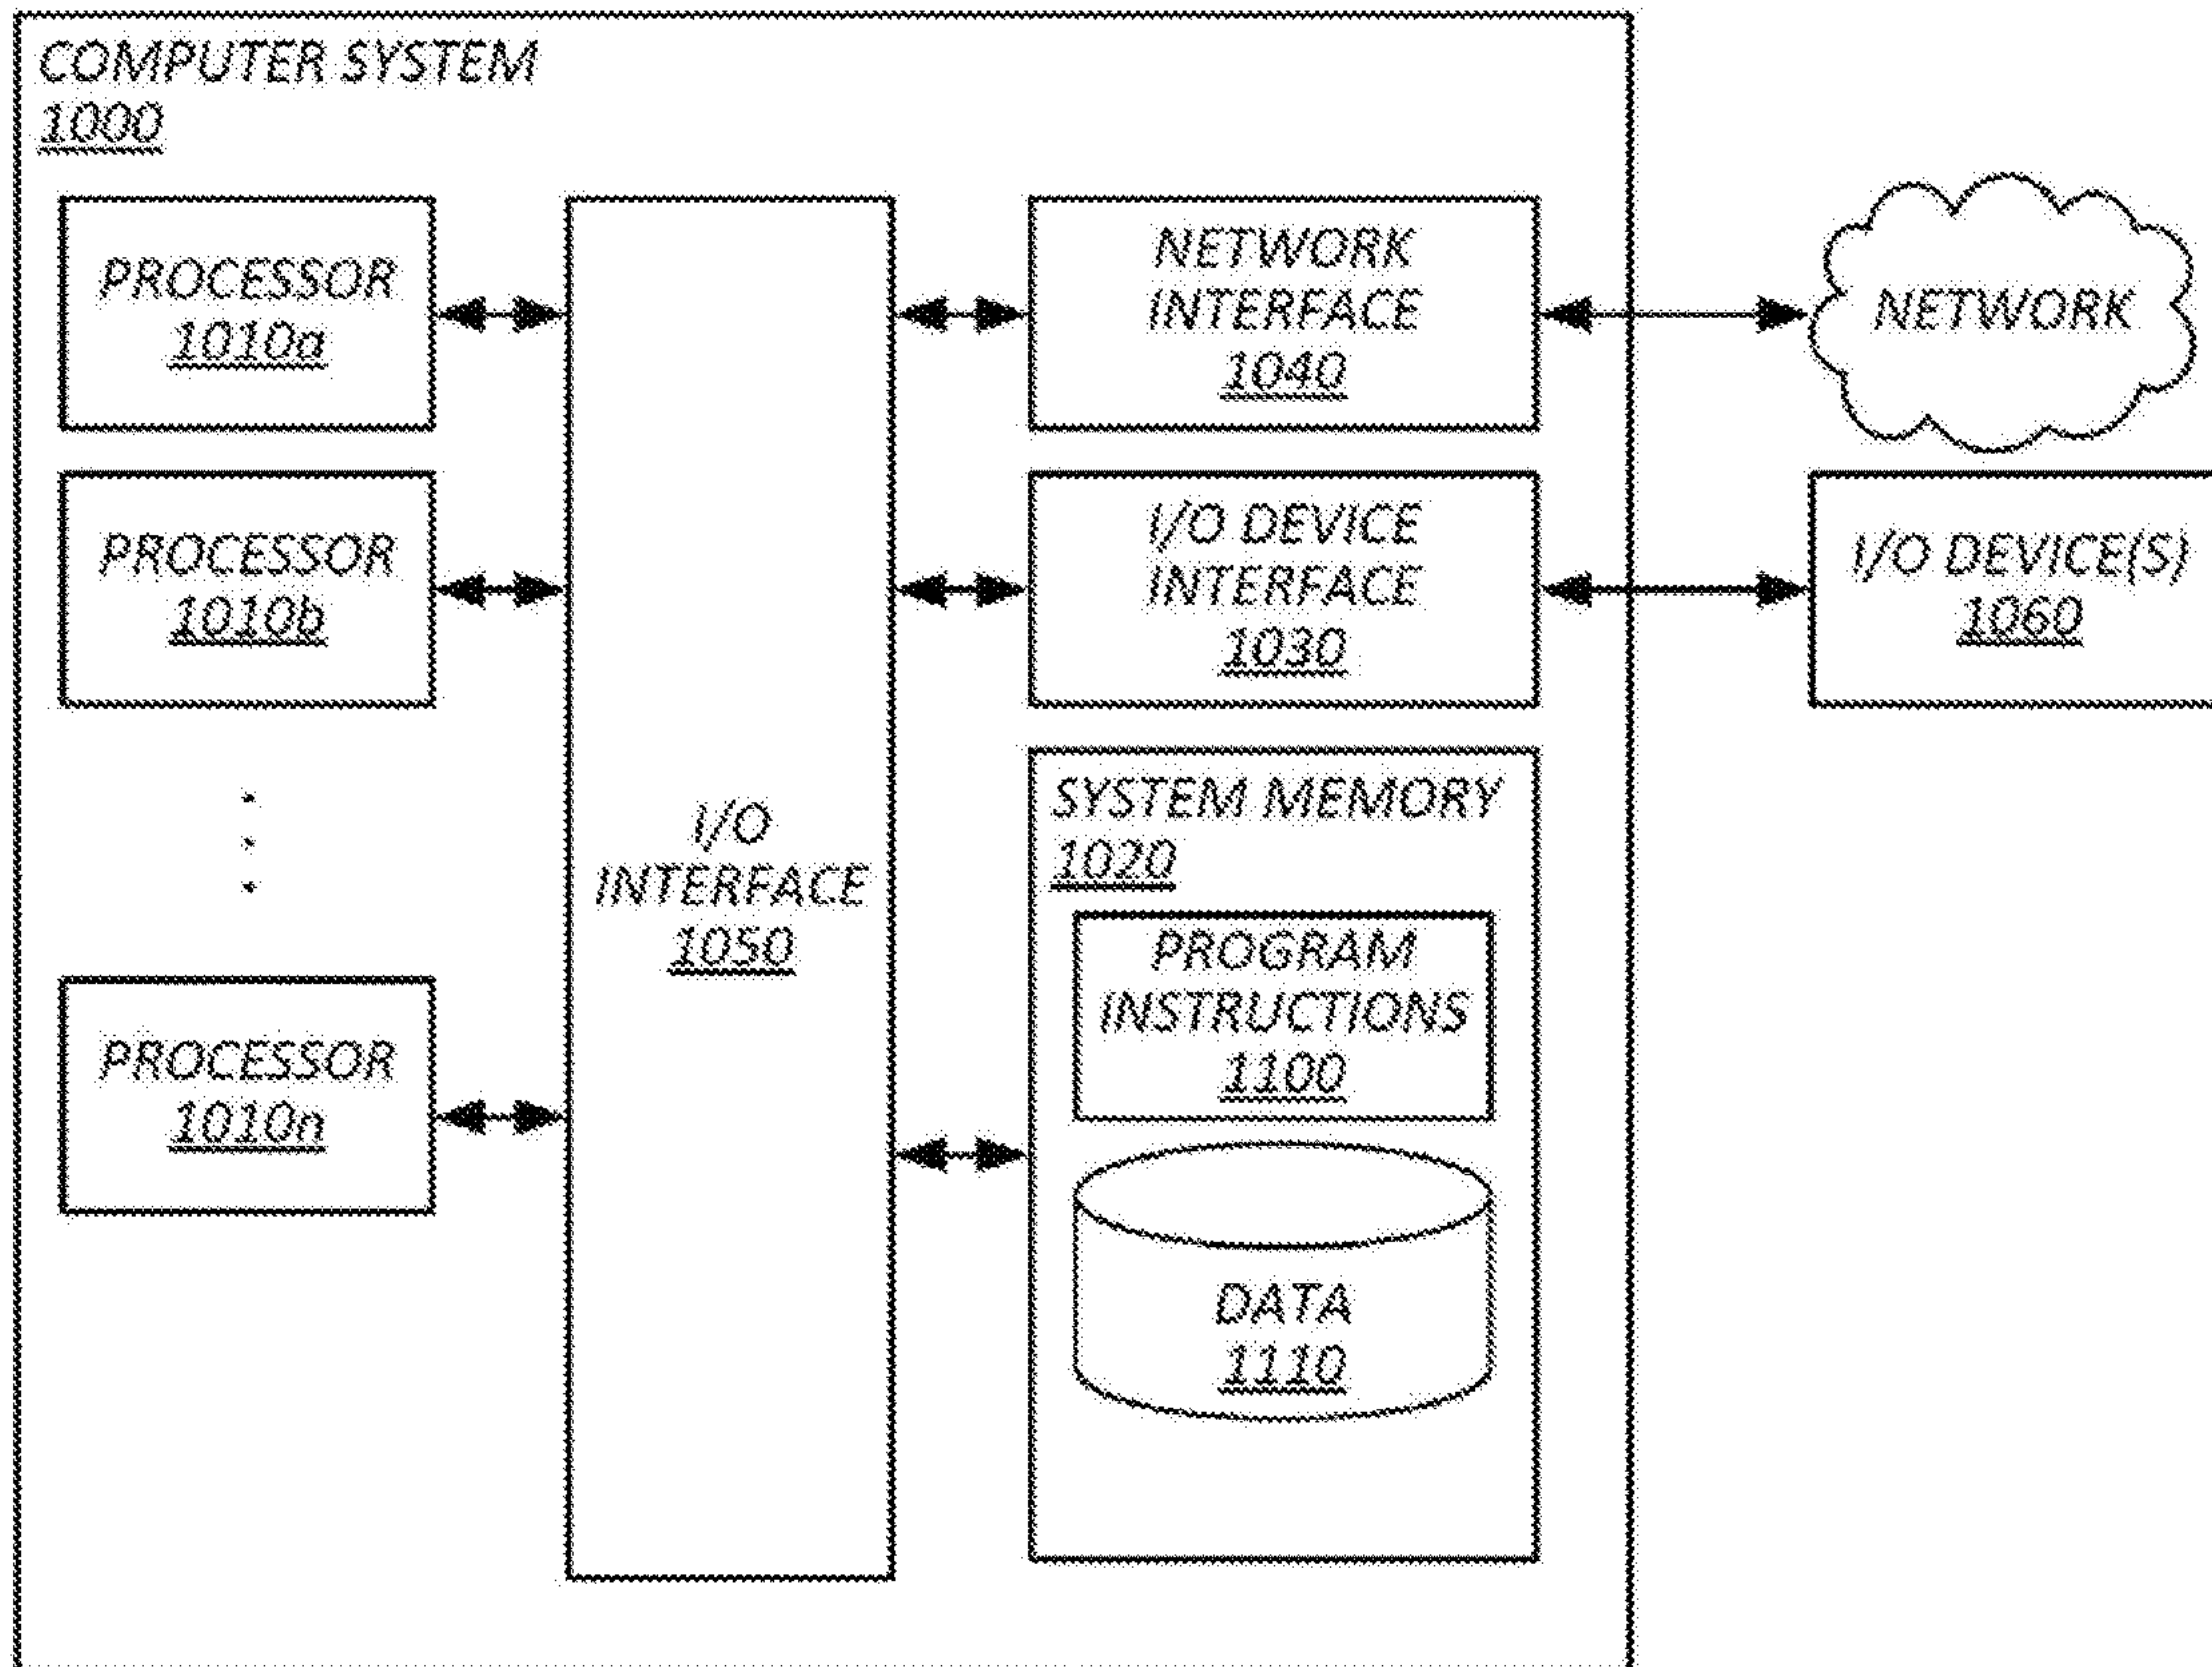 COMPUTER SYSTEM
1000
PROCESSOR
1010a
PROCESSOR
1010b
PROCESSOR
1010n
I/O
INTERFACE
1050
NETWORK
INTERFACE
1040
I/O DEVICE
INTERFACE
1030
SYSTEM MEMORY
1020
PROGRAM
INSTRUCTIONS
1100
DATA
1110
NETWORK
I/O DEVICE(S)
1060